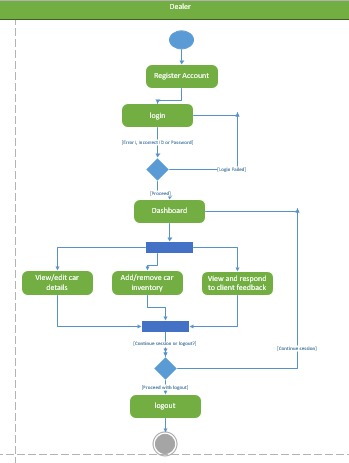 Dealer
Register Account
login
[Error!, Incorrect ID or Password]
[Login Failed]
[Proceed]
Dashboard
View/edit car
details
Add/remove car
inventory
View and respond
to client feedback
[Continue session or logout?]
[Continue session]
[Proceed with logout]
logout